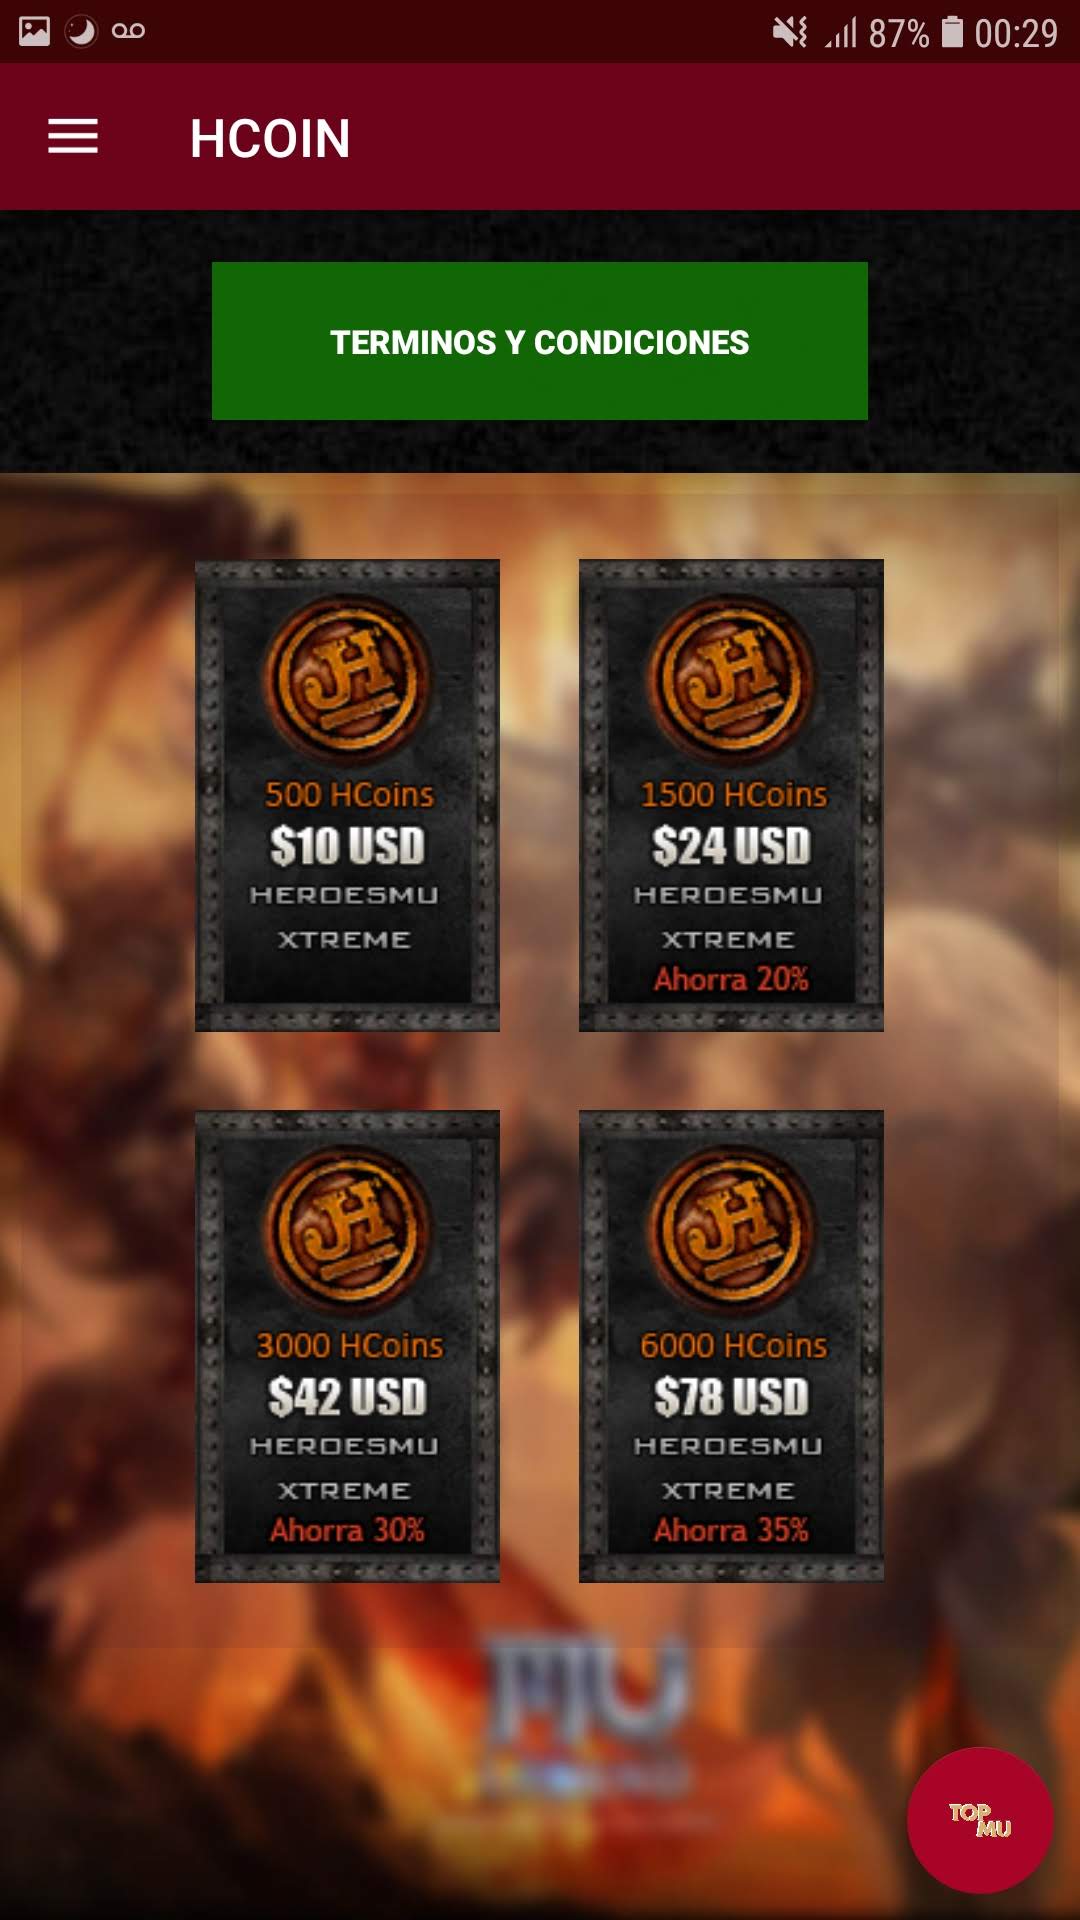 87% 00:29
HCOIN
TERMINOS Y CONDICIONES
500 HCoins
$10 USD
HEROESMU
XTREME
1500 HCoins
$24 USD
HEROESMU
XTREME
Ahorra 20%
3000 HCoins
$42 USD
HEROESMU
XTREME
Ahorra 30%
6000 HCoins
$78 USD
HEROESMU
XTREME
Ahorra 35%
MU
TOP
MU